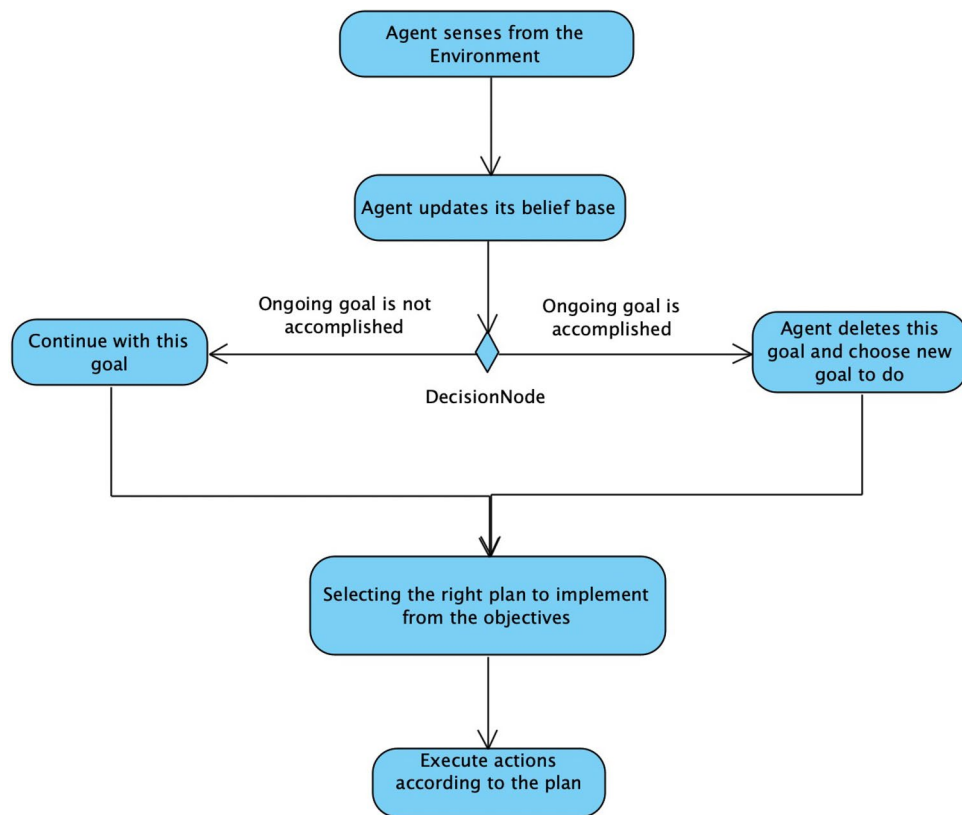 Agent senses from the
Environment
Agent updates its belief base
Ongoing goal is not
accomplished
Ongoing goal is
accomplished
Continue with this
goal
Agent deletes this
goal and choose new
goal to do
DecisionNode
Selecting the right plan to implement
from the objectives
Execute actions
according to the plan